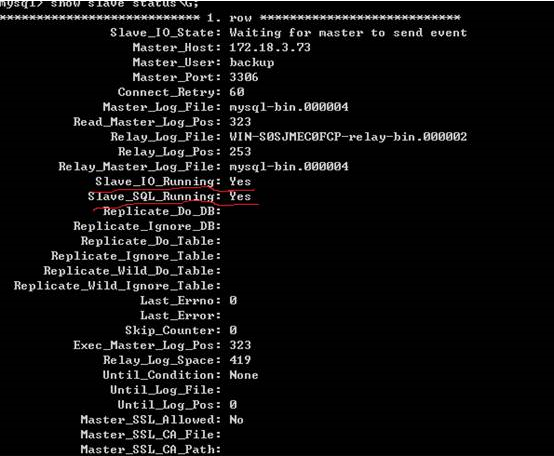 mysql> show slave status\G;
*************************** 1. row ***************************
Slave_IO_State: Waiting for master to send event
Master_Host: 172.18.3.73
Master_User: backup
Master_Port: 3306
Connect_Retry: 60
Master_Log_File: mysql-bin.000004
Read_Master_Log_Pos: 323
Relay_Log_File: WIN-S0SJMEC0FCP-relay-bin.000002
Relay_Log_Pos: 253
Relay_Master_Log_File: mysql-bin.000004
Slave_IO_Running: Yes
Slave_SQL_Running: Yes
Replicate_Do_DB:
Replicate_Ignore_DB:
Replicate_Do_Table:
Replicate_Ignore_Table:
Replicate_Wild_Do_Table:
Replicate_Wild_Ignore_Table:
Last_Errno: 0
Last_Error:
Skip_Counter: 0
Exec_Master_Log_Pos: 323
Relay_Log_Space: 419
Until_Condition: None
Until_Log_File:
Until_Log_Pos: 0
Master_SSL_Allowed: No
Master_SSL_CA_File:
Master_SSL_CA_Path: